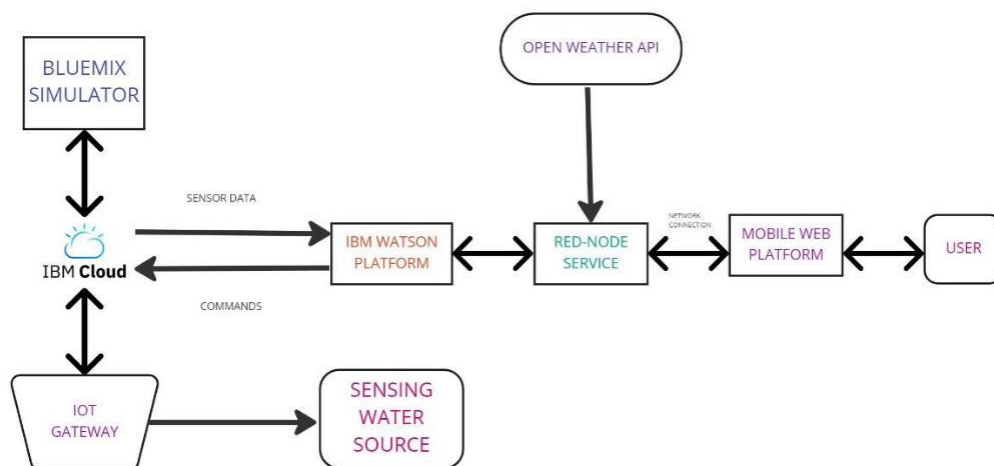 OPEN WEATHER API
BLUEMIX
SIMULATOR
SENSOR DATA
NETWORK
CONNECTION
IBM Cloud
IBM WATSON
PLATFORM
RED-NODE
SERVICE
MOBILE WEB
PLATFORM
USER
COMMANDS
IOT
GATEWAY
SENSING
WATER
SOURCE